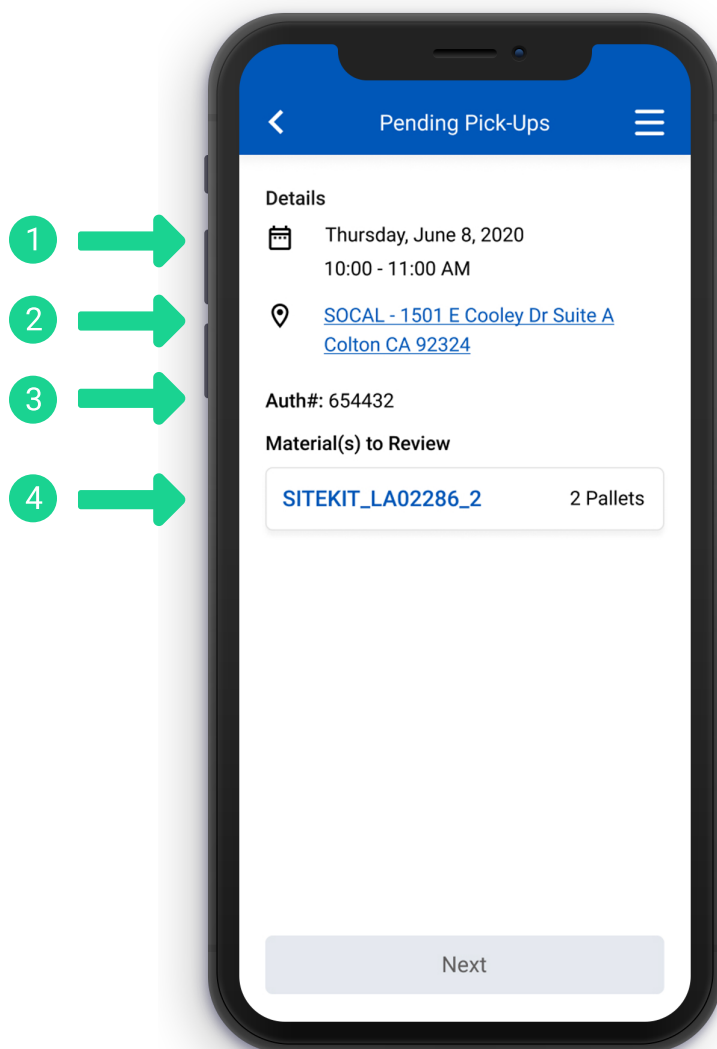 Pending Pick-Ups
Details
1
Thursday, June 8, 2020
10:00 - 11:00 AM
2
SOCAL - 1501 E Cooley Dr Suite A
Colton CA 92324
3
Auth#: 654432
Material(s) to Review
4
SITEKIT_LA02286_2 2 Pallets
Next